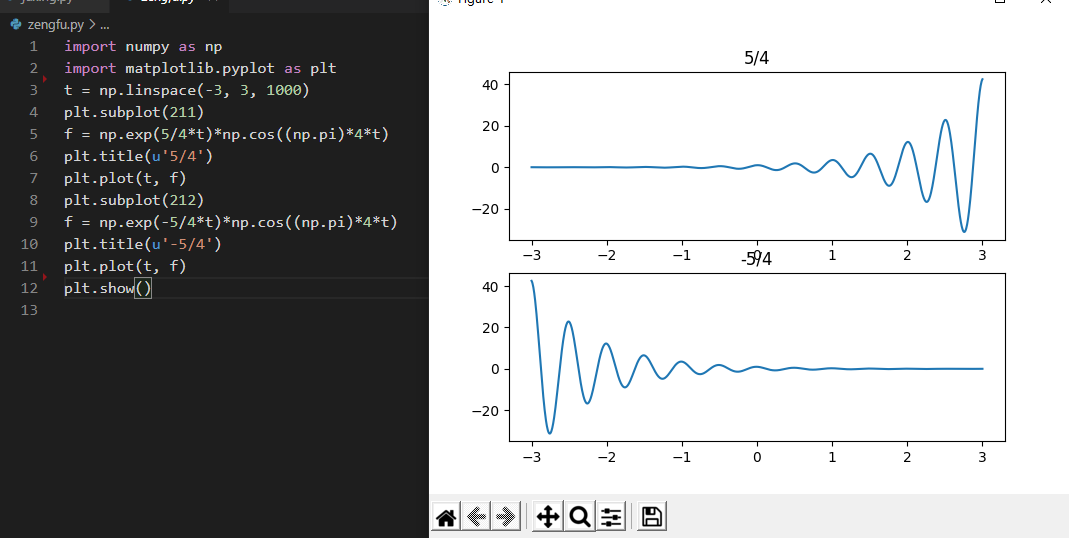 zengfu.py > ...
1 import numpy as np
2 import matplotlib.pyplot as plt
3 t = np.linspace(-3, 3, 1000)
4 plt.subplot(211)
5 f = np.exp(5/4*t)*np.cos((np.pi)*4*t)
6 plt.title(u'5/4')
7 plt.plot(t, f)
8 plt.subplot(212)
9 f = np.exp(-5/4*t)*np.cos((np.pi)*4*t)
10 plt.title(u'-5/4')
11 plt.plot(t, f)
12 plt.show()
13
5/4
40
20
0
−20
−3 −2 −1 0 1 2 3
-5/4
40
20
0
−20
−3 −2 −1 0 1 2 3